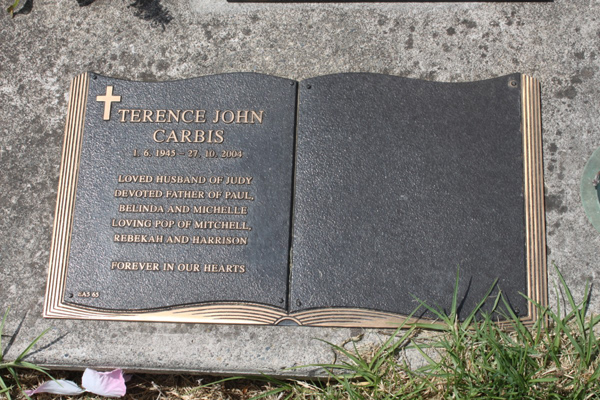 TERENCE JOHN
CARBIS
1. 6. 1945 – 27. 10. 2004
LOVED HUSBAND OF JUDY.
DEVOTED FATHER OF PAUL,
BELINDA AND MICHELLE
LOVING POP OF MITCHELL,
REBEKAH AND HARRISON
FOREVER IN OUR HEARTS